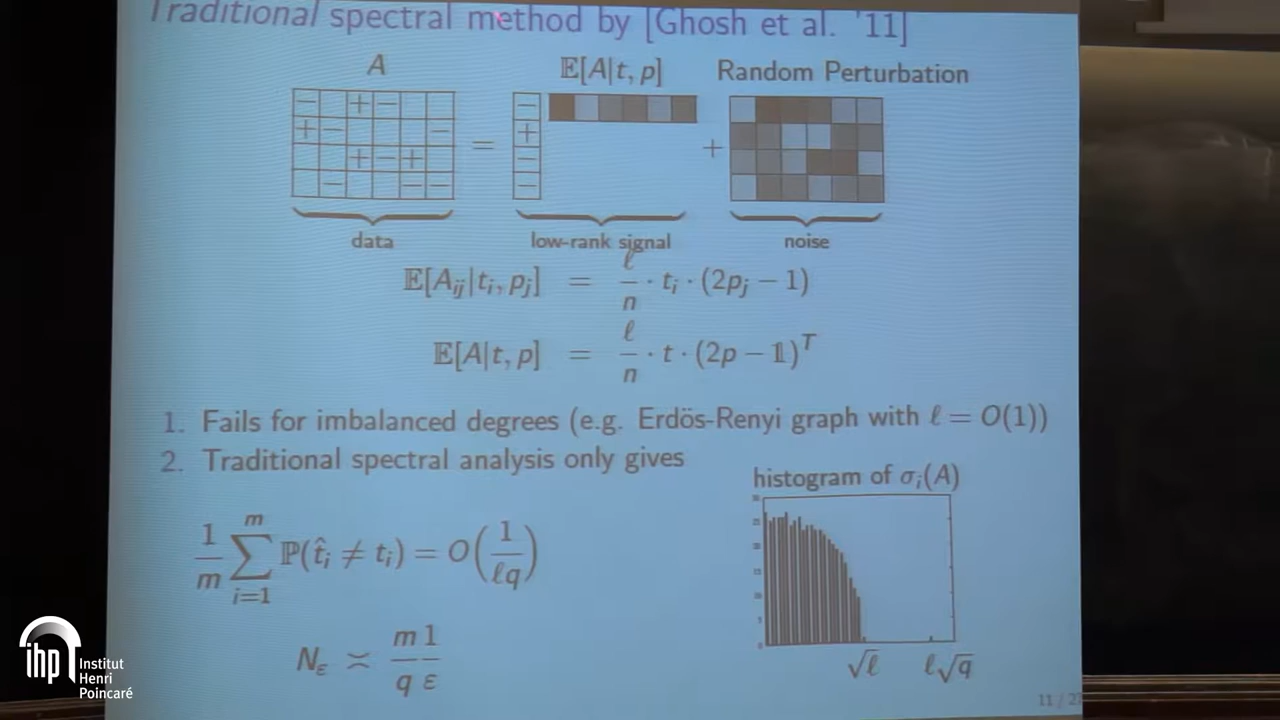 Traditional spectral method by [Ghosh et al. '11]
A
𝔼[A|t, p]
Random Perturbation
− + −
+ − −
+ − +
− − −
=
−
+
−
−
+
data
low-rank signal
noise
𝔼[A_ij|t_i, p_j] = ℓ/n · t_i · (2p_j − 1)
𝔼[A|t, p] = ℓ/n · t · (2p − 𝟙)^T
1. Fails for imbalanced degrees (e.g. Erdös-Renyi graph with ℓ = O(1))
2. Traditional spectral analysis only gives
histogram of σ_i(A)
1/m ∑_{i=1}^m ℙ(t̂_i ≠ t_i) = O(1/(ℓq))
N_ε ≍ m/q 1/ε
√ℓ ℓ√q
ihp Institut
Henri
Poincaré
11 / 2